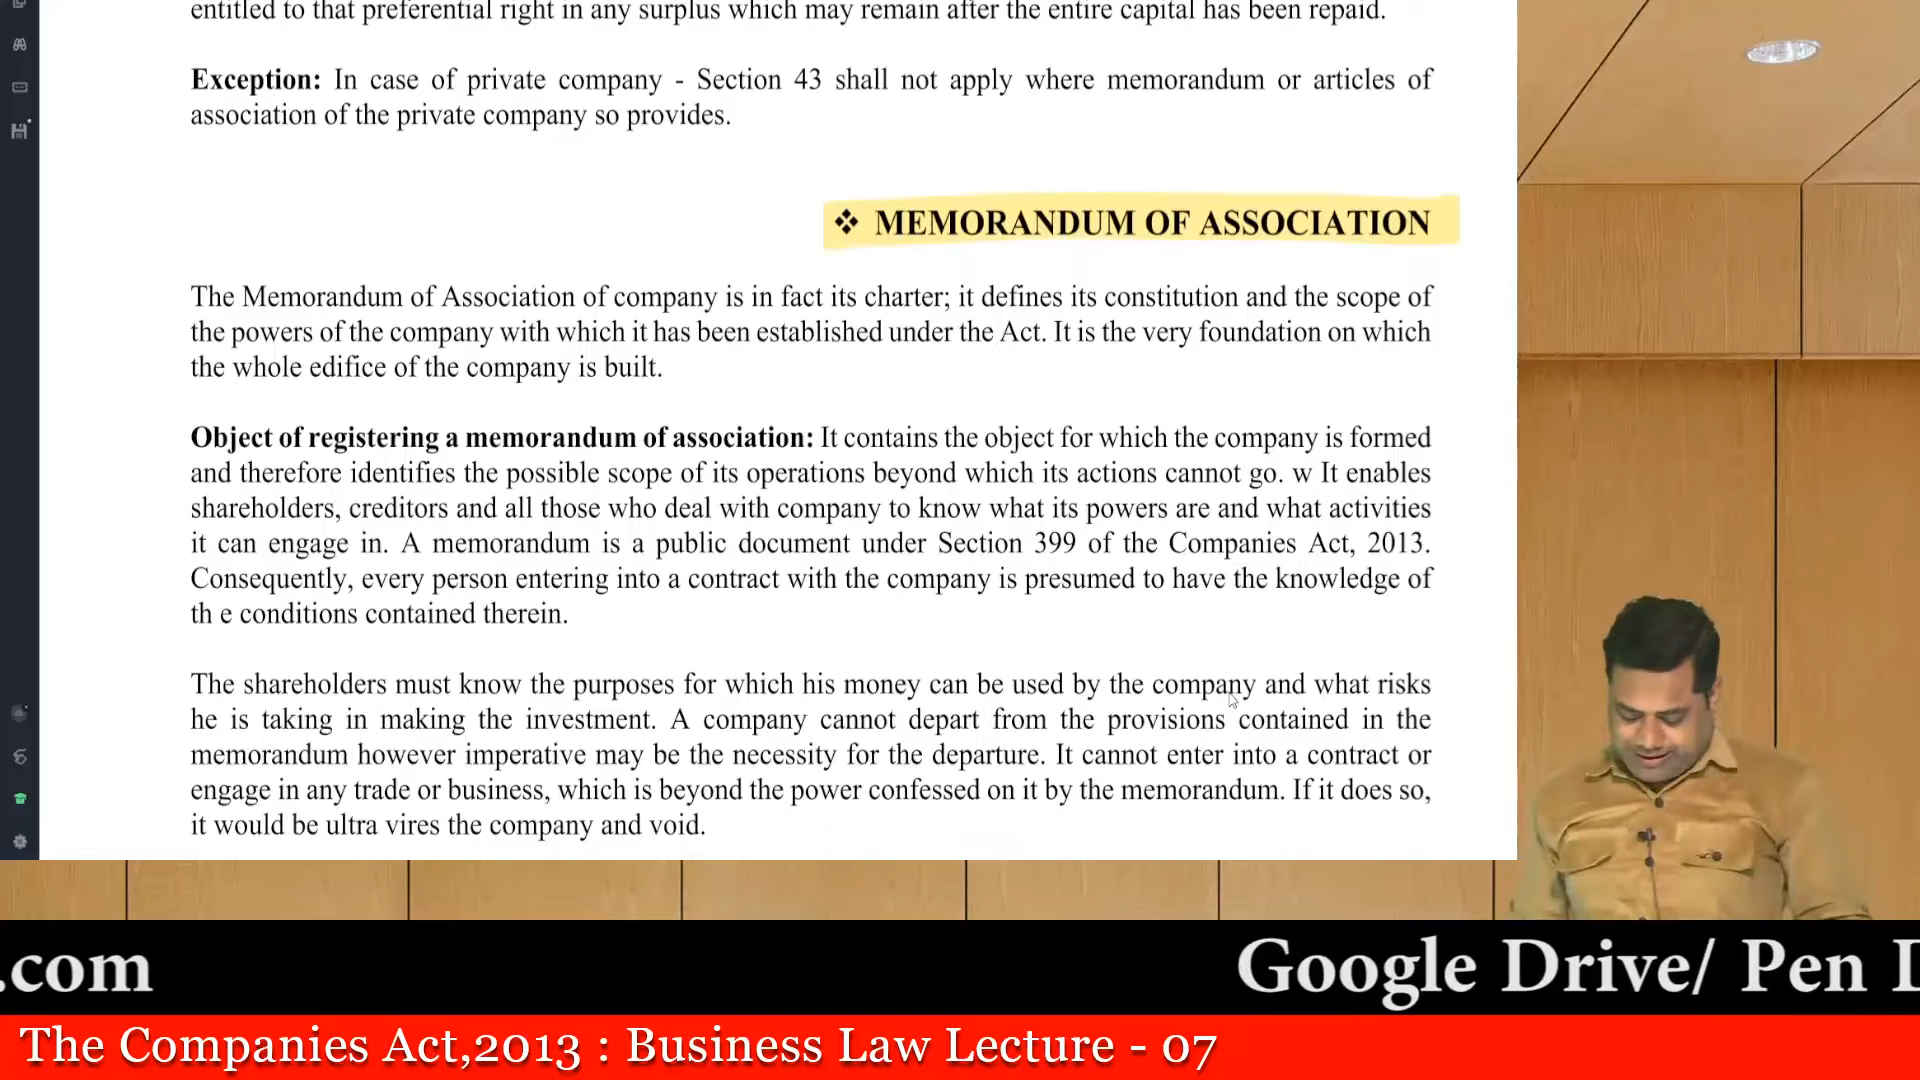 entitled to that preferential right in any surplus which may remain after the entire capital has been repaid.
Exception: In case of private company - Section 43 shall not apply where memorandum or articles of
association of the private company so provides.
❖ MEMORANDUM OF ASSOCIATION
The Memorandum of Association of company is in fact its charter; it defines its constitution and the scope of
the powers of the company with which it has been established under the Act. It is the very foundation on which
the whole edifice of the company is built.
Object of registering a memorandum of association: It contains the object for which the company is formed
and therefore identifies the possible scope of its operations beyond which its actions cannot go. w It enables
shareholders, creditors and all those who deal with company to know what its powers are and what activities
it can engage in. A memorandum is a public document under Section 399 of the Companies Act, 2013.
Consequently, every person entering into a contract with the company is presumed to have the knowledge of
th e conditions contained therein.
The shareholders must know the purposes for which his money can be used by the company and what risks
he is taking in making the investment. A company cannot depart from the provisions contained in the
memorandum however imperative may be the necessity for the departure. It cannot enter into a contract or
engage in any trade or business, which is beyond the power confessed on it by the memorandum. If it does so,
it would be ultra vires the company and void.
.com Google Drive/ Pen D
The Companies Act,2013 : Business Law Lecture - 07